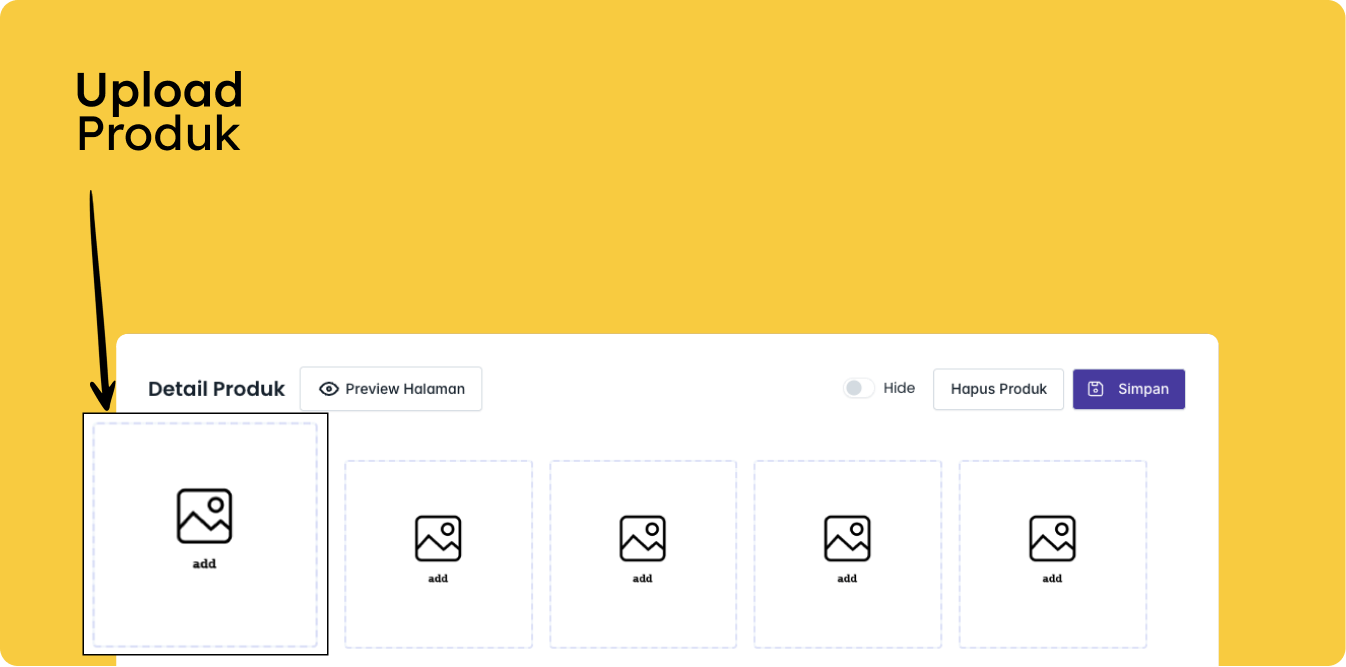 Upload
Produk
Detail Produk
Preview Halaman
Hide
Hapus Produk
Simpan
add
add
add
add
add